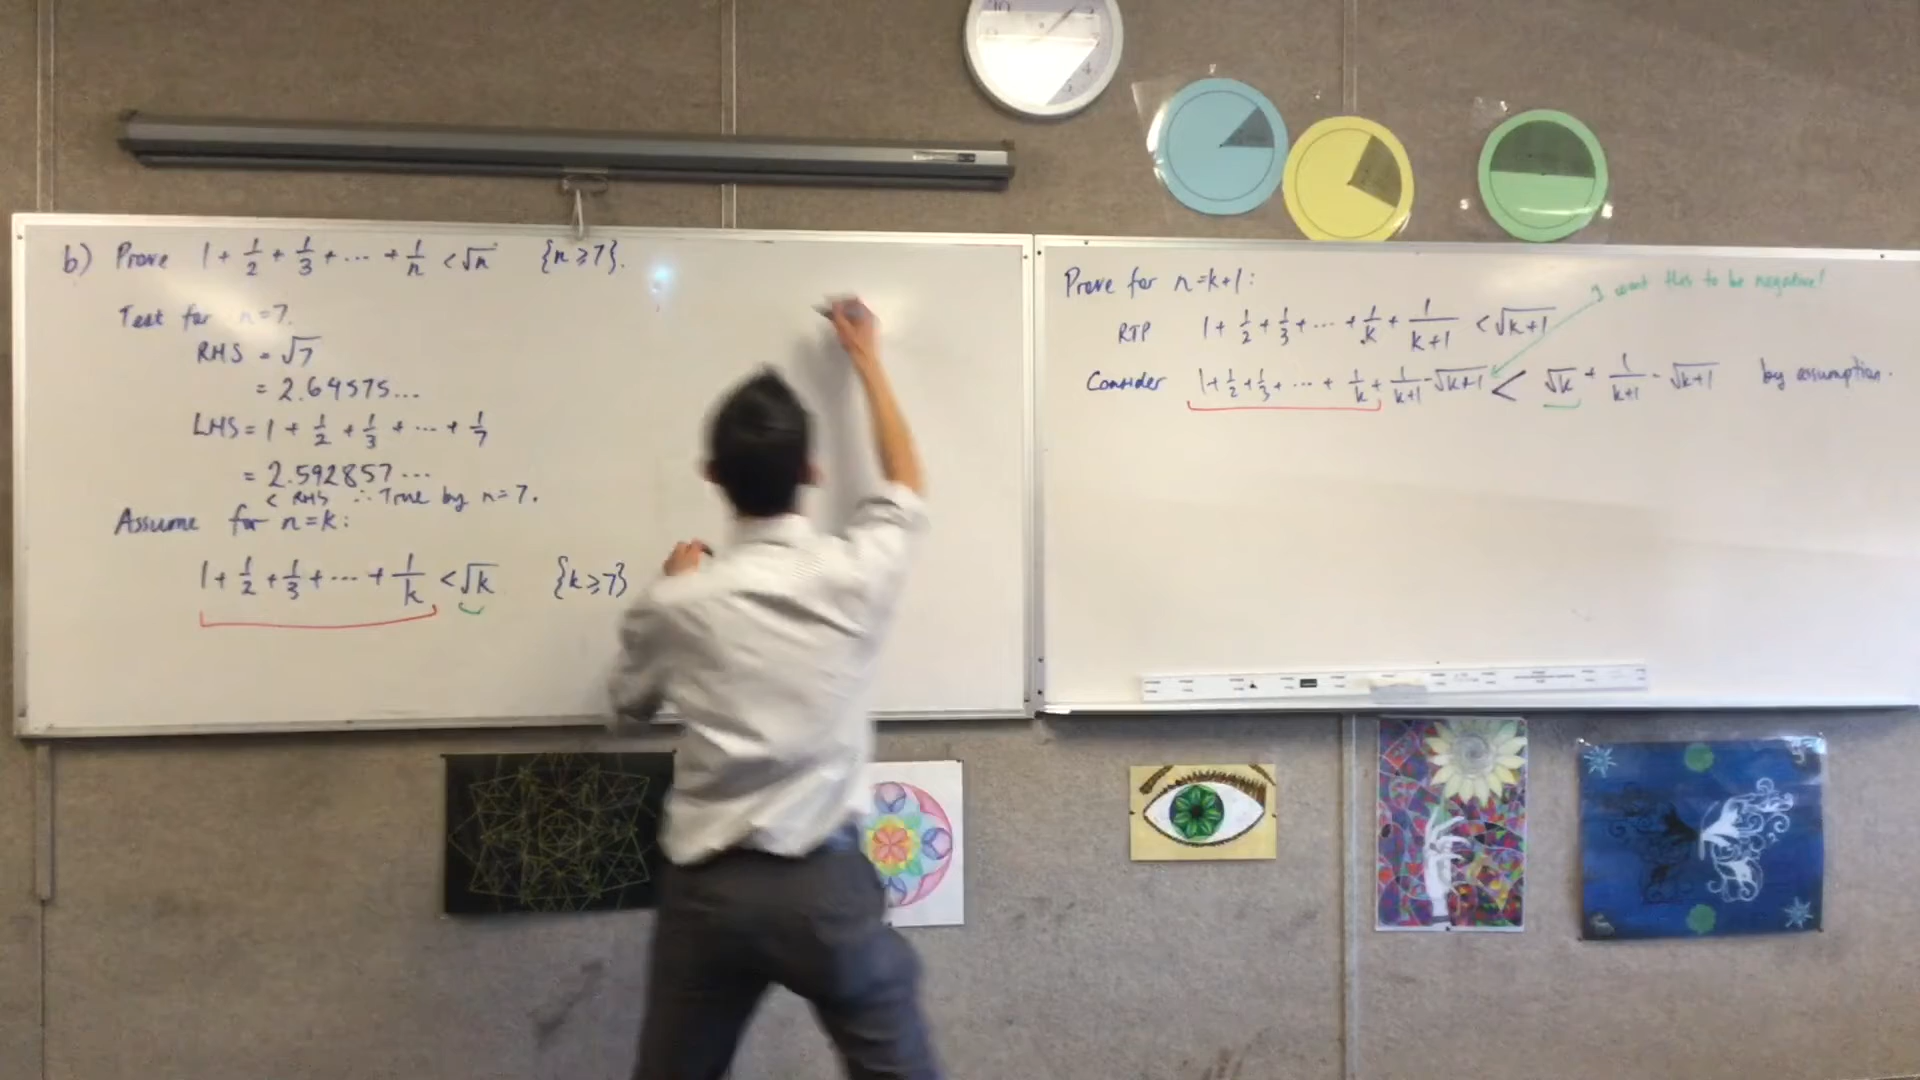 b) Prove 1 + 1/2 + 1/3 + ... + 1/n < √n {n ≥ 7}.
Test for n = 7.
RHS = √7
= 2.64575...
LHS = 1 + 1/2 + 1/3 + ... + 1/7
= 2.592857...
< RHS ∴ True by n = 7.
Assume for n = k:
1 + 1/2 + 1/3 + ... + 1/k < √k {k ≥ 7}
Prove for n = k+1:
I want this to be negative!
RTP 1 + 1/2 + 1/3 + ... + 1/k + 1/(k+1) < √(k+1)
Consider 1 + 1/2 + 1/3 + ... + 1/k + 1/(k+1) - √(k+1) < √k + 1/(k+1) - √(k+1) by assumption.